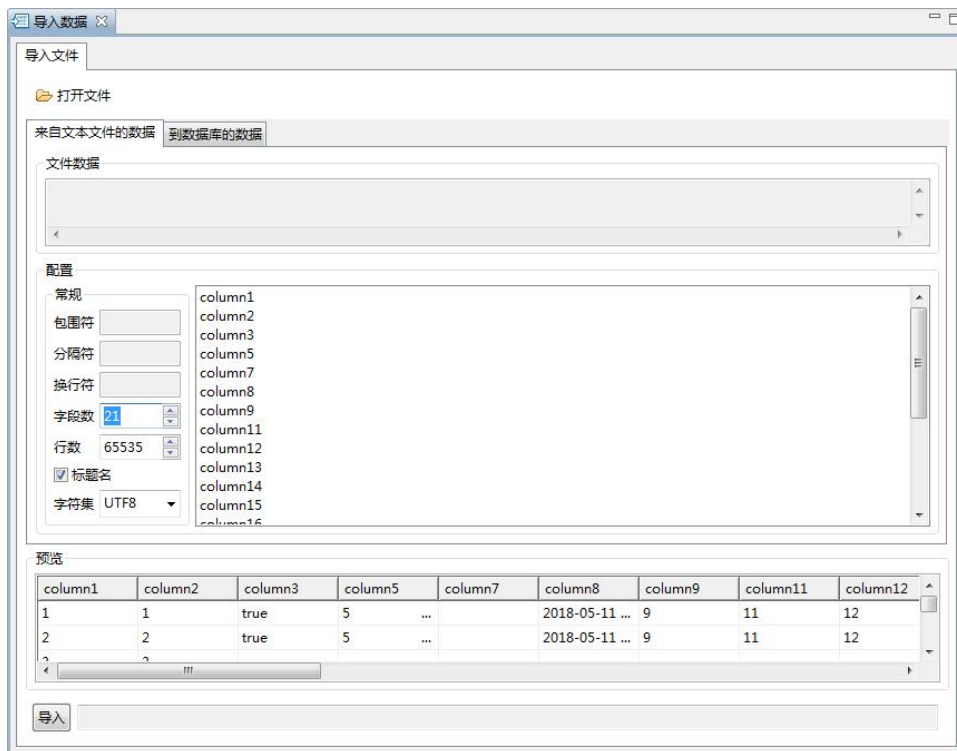 导入数据
导入文件
打开文件
来自文本文件的数据 到数据库的数据
文件数据
配置
常规
包围符
分隔符
换行符
字段数 21
行数 65535
标题名
字符集 UTF8
column1
column2
column3
column5
column7
column8
column9
column11
column12
column13
column14
column15
column16
预览
column1 column2 column3 column5 column7 column8 column9 column11 column12
1 1 true 5 ... 2018-05-11 ... 9 11 12
2 2 true 5 ... 2018-05-11 ... 9 11 12
导入